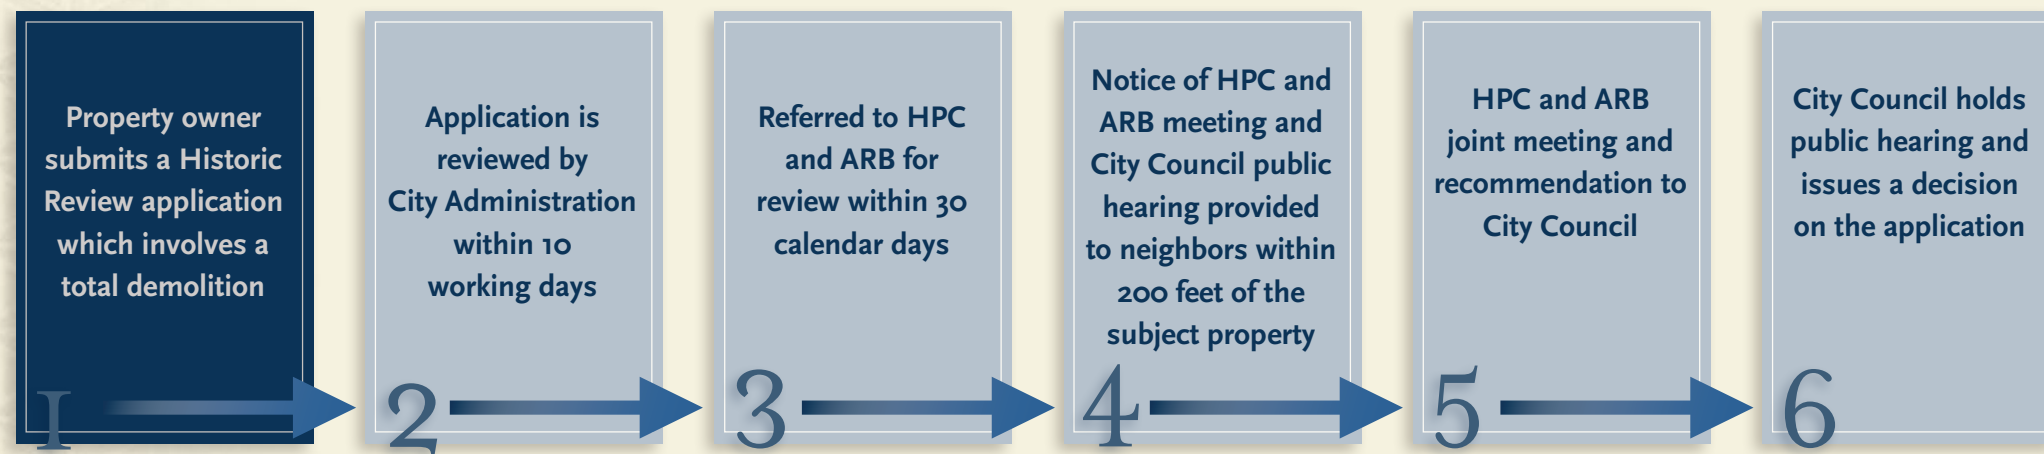 Property owner
submits a Historic
Review application
which involves a
total demolition
1
Application is
reviewed by
City Administration
within 10
working days
2
Referred to HPC
and ARB for
review within 30
calendar days
3
Notice of HPC and
ARB meeting and
City Council public
hearing provided
to neighbors within
200 feet of the
subject property
4
HPC and ARB
joint meeting and
recommendation to
City Council
5
City Council holds
public hearing and
issues a decision
on the application
6